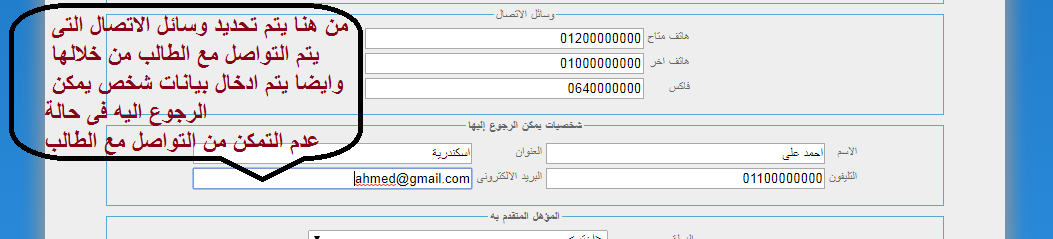 من هنا يتم تحديد وسائل الاتصال التى
يتم التواصل مع الطالب من خلالها
وايضا يتم ادخال بيانات شخص يمكن
الرجوع اليه فى حالة
عدم التمكن من التواصل مع الطالب
وسائل الاتصال
هاتف متاح 01200000000
هاتف اخر 01000000000
فاكس 0640000000
شخصيات يمكن الرجوع إليها
الاسم احمد على العنوان اسكندرية
التليفون 01100000000 البريد الالكترونى ahmed@gmail.com
المؤهل المتقدم به